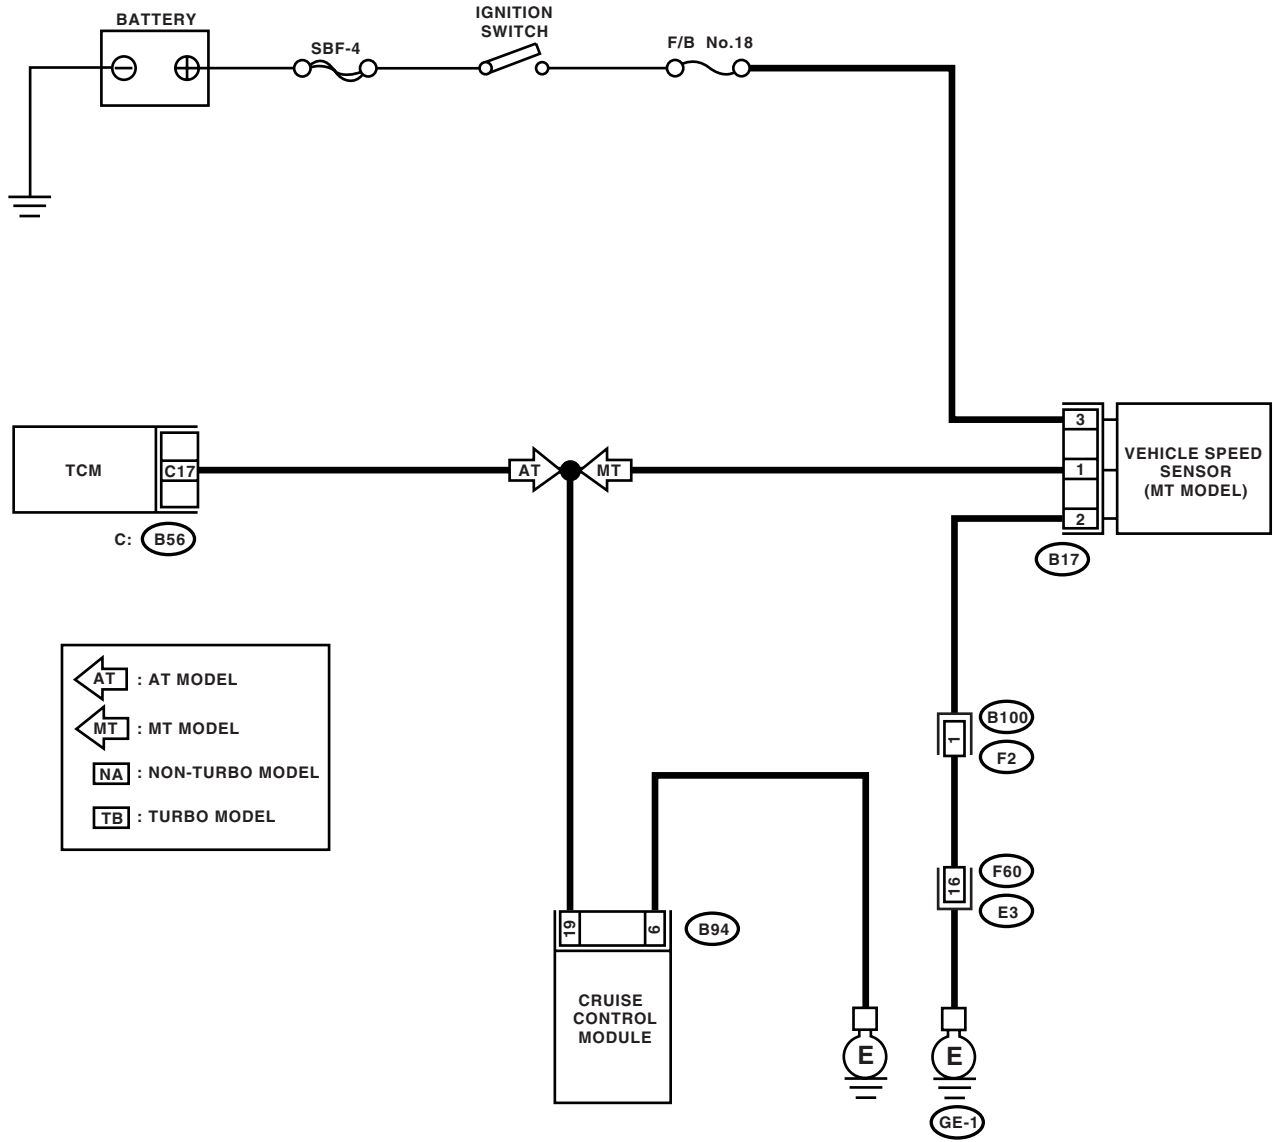 BATTERY
SBF-4
IGNITION
SWITCH
F/B No.18
TCM
C17
C: B56
AT
MT
3
1
2
VEHICLE SPEED
SENSOR
(MT MODEL)
B17
AT : AT MODEL
MT : MT MODEL
NA : NON-TURBO MODEL
TB : TURBO MODEL
1
B100
F2
16
F60
E3
19
6
B94
CRUISE
CONTROL
MODULE
E
E
GE-1